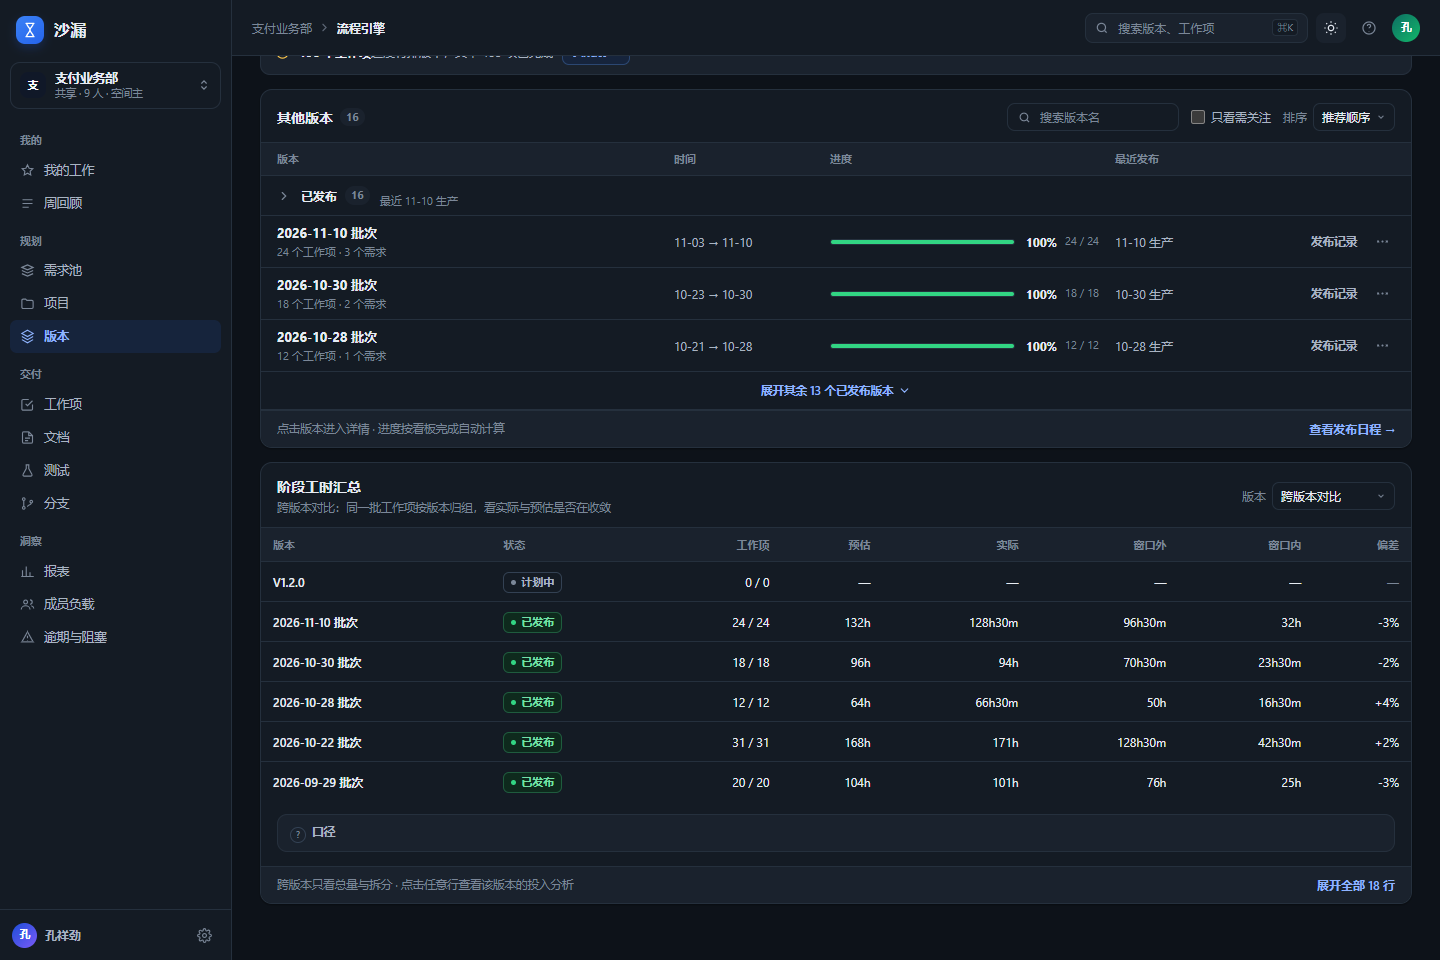 沙漏
支付业务部 > 流程引擎
搜索版本、工作项 ⌘K
孔
支 支付业务部
共享 · 9 人 · 空间主
我的
我的工作
周回顾
规划
需求池
项目
版本
交付
工作项
文档
测试
分支
洞察
报表
成员负载
逾期与阻塞
孔 孔祥劲
其他版本 16
搜索版本名 只看需关注 排序 推荐顺序
版本 时间 进度 最近发布
已发布 16 最近 11-10 生产
2026-11-10 批次
24 个工作项 · 3 个需求
11-03 → 11-10 100% 24 / 24 11-10 生产 发布记录 ···
2026-10-30 批次
18 个工作项 · 2 个需求
10-23 → 10-30 100% 18 / 18 10-30 生产 发布记录 ···
2026-10-28 批次
12 个工作项 · 1 个需求
10-21 → 10-28 100% 12 / 12 10-28 生产 发布记录 ···
展开其余 13 个已发布版本
点击版本进入详情 · 进度按看板完成自动计算 查看发布日程 →
阶段工时汇总
跨版本对比：同一批工作项按版本归组，看实际与预估是否在收敛
版本 跨版本对比
版本 状态 工作项 预估 实际 窗口外 窗口内 偏差
V1.2.0 计划中 0 / 0 — — — — —
2026-11-10 批次 已发布 24 / 24 132h 128h30m 96h30m 32h -3%
2026-10-30 批次 已发布 18 / 18 96h 94h 70h30m 23h30m -2%
2026-10-28 批次 已发布 12 / 12 64h 66h30m 50h 16h30m +4%
2026-10-22 批次 已发布 31 / 31 168h 171h 128h30m 42h30m +2%
2026-09-29 批次 已发布 20 / 20 104h 101h 76h 25h -3%
? 口径
跨版本只看总量与拆分 · 点击任意行查看该版本的投入分析 展开全部 18 行